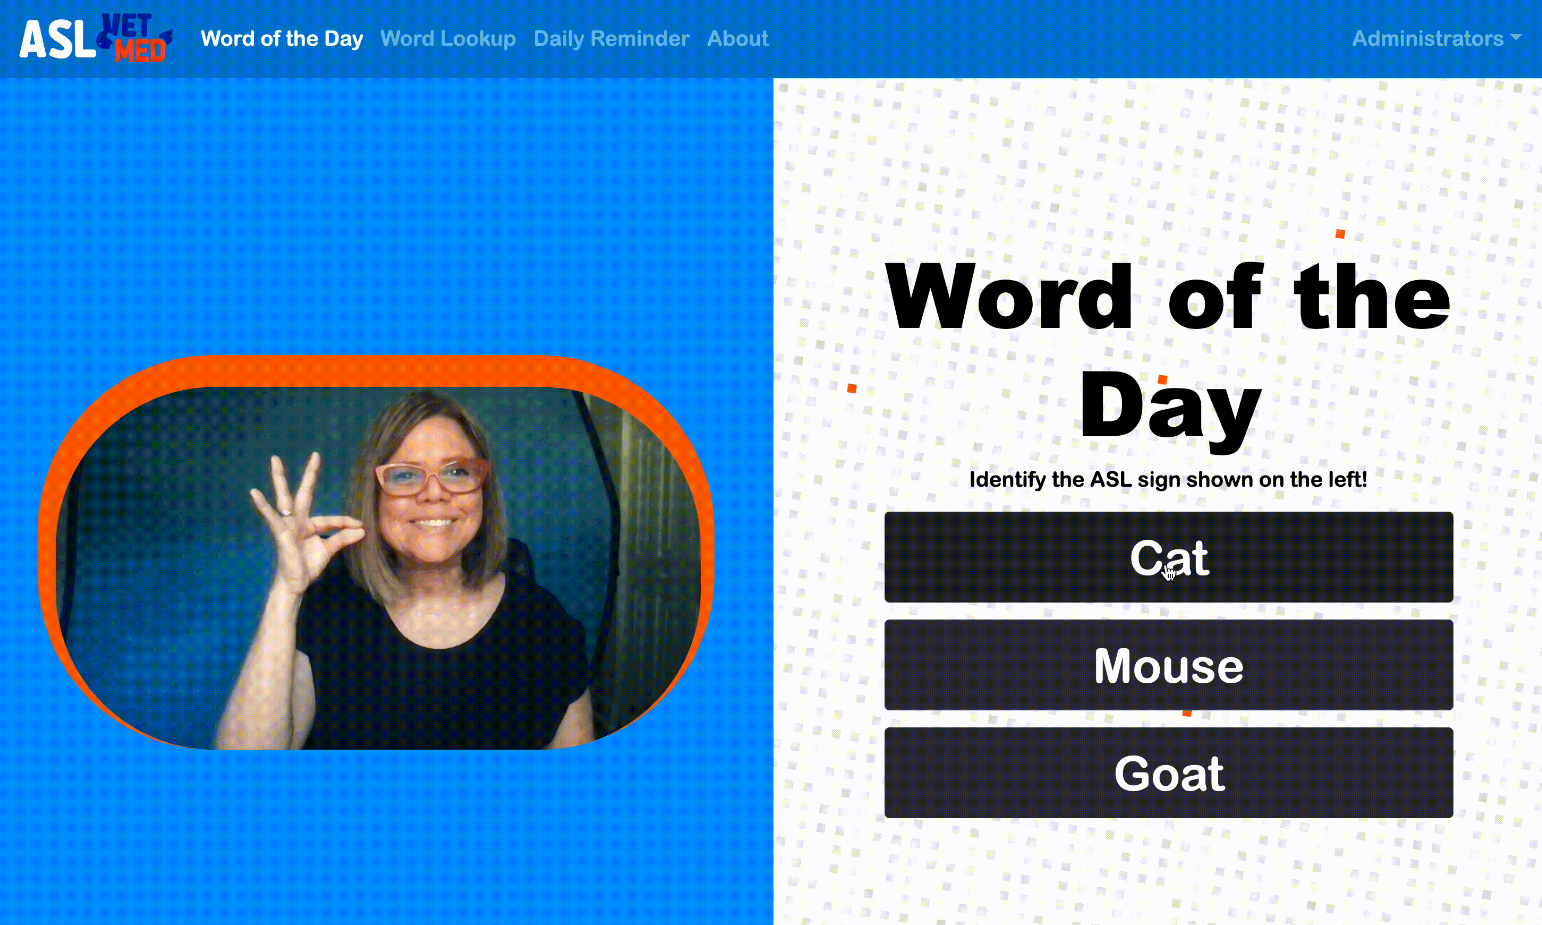 ASL VET MED
Word of the Day
Word Lookup
Daily Reminder
About
Administrators
Word of the
Day
Identify the ASL sign shown on the left!
Cat
Mouse
Goat